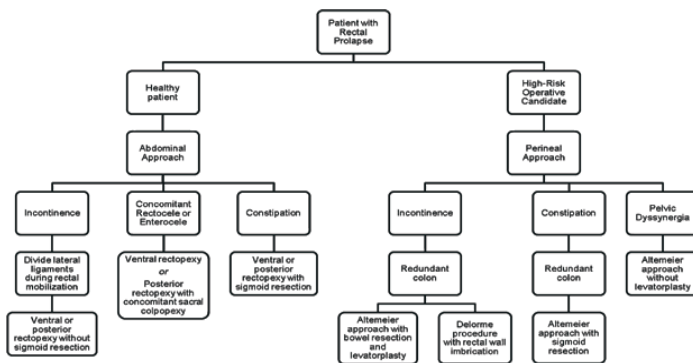 Patient with
Rectal
Prolapse
Healthy
patient
High-Risk
Operative
Candidate
Abdominal
Approach
Perineal
Approach
Incontinence
Concomitant
Rectocele or
Enterocele
Constipation
Incontinence
Constipation
Pelvic
Dyssynergia
Divide lateral
ligaments
during rectal
mobilization
Ventral rectopexy
or
Posterior
rectopexy with
concomitant sacral
colpopexy
Ventral or
posterior
rectopexy with
sigmoid resection
Redundant
colon
Redundant
colon
Altemeier
approach without
levatorplasty
Ventral or
posterior
rectopexy without
sigmoid resection
Altemeier
approach with
bowel resection
and
levatorplasty
Delorme
procedure with
rectal wall
imbrication
Altemeier
approach with
sigmoid
resection